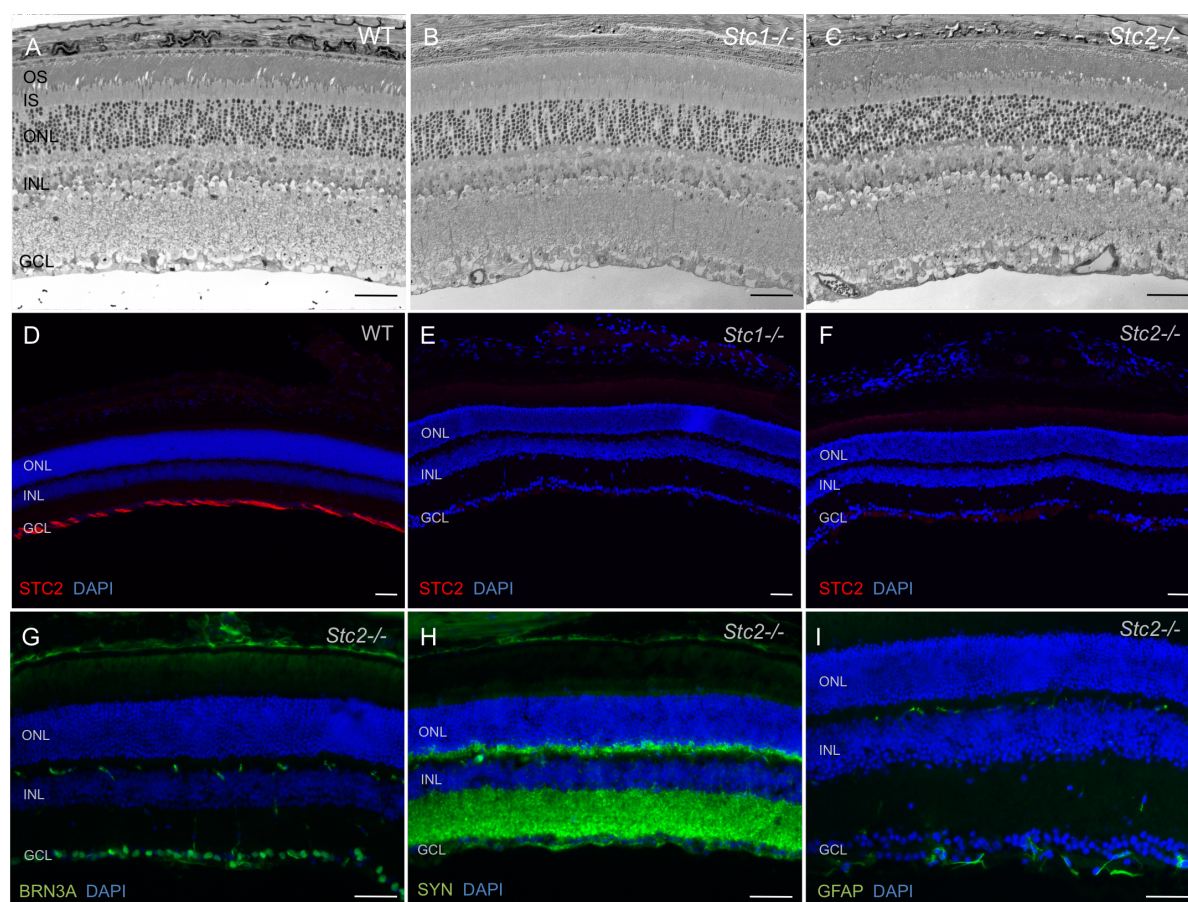 A WT
OS
IS
ONL
INL
GCL
B Stc1-/-
C Stc2-/-
D WT
ONL
INL
GCL
STC2 DAPI
E Stc1-/-
ONL
INL
GCL
STC2 DAPI
F Stc2-/-
ONL
INL
GCL
STC2 DAPI
G Stc2-/-
ONL
INL
GCL
BRN3A DAPI
H Stc2-/-
ONL
INL
GCL
SYN DAPI
I Stc2-/-
ONL
INL
GCL
GFAP DAPI